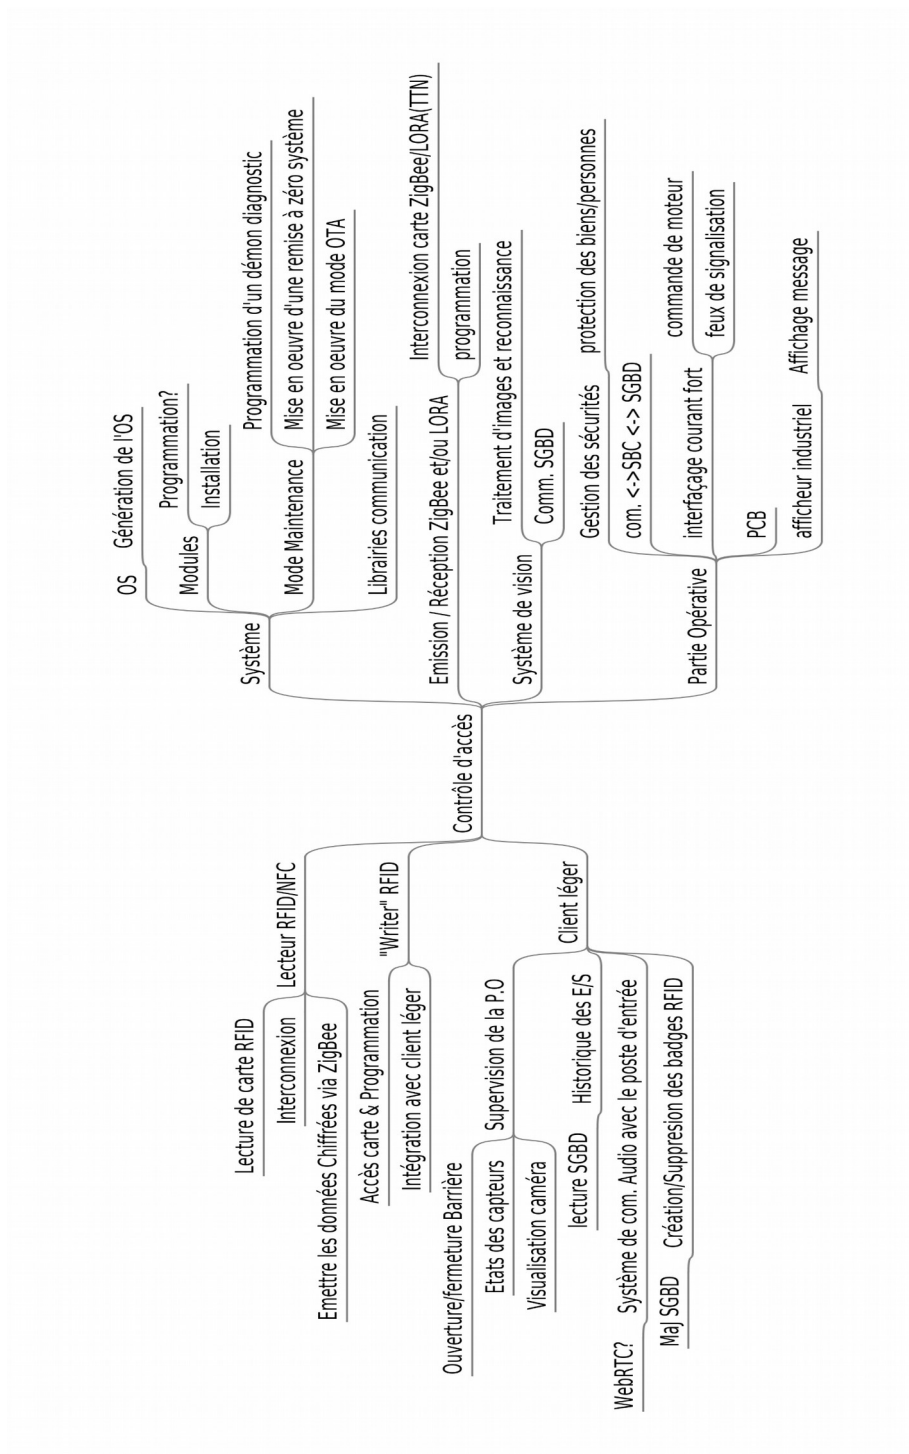 Contrôle d'accès
Lecteur RFID/NFC
Lecture de carte RFID
Interconnexion
Emettre les données Chiffrées via ZigBee
"Writer" RFID
Accès carte & Programmation
Intégration avec client léger
Client léger
Supervision de la P.O
Ouverture/fermeture Barrière
Etats des capteurs
Visualisation caméra
Historique des E/S
lecture SGBD
Système de com. Audio avec le poste d'entrée
WebRTC?
Création/Suppresion des badges RFID
MaJ SGBD
Système
OS
Génération de l'OS
Modules
Programmation?
Installation
Mode Maintenance
Programmation d'un démon diagnostic
Mise en oeuvre d'une remise à zéro système
Mise en oeuvre du mode OTA
Librairies communication
Emission / Réception ZigBee et/ou LORA
Interconnexion carte ZigBee/LORA(TTN)
programmation
Système de vision
Traitement d'images et reconnaissance
Comm. SGBD
Partie Opérative
Gestion des sécurités
protection des biens/personnes
com. <->SBC <-> SGBD
interfaçage courant fort
commande de moteur
feux de signalisation
PCB
afficheur industriel
Affichage message